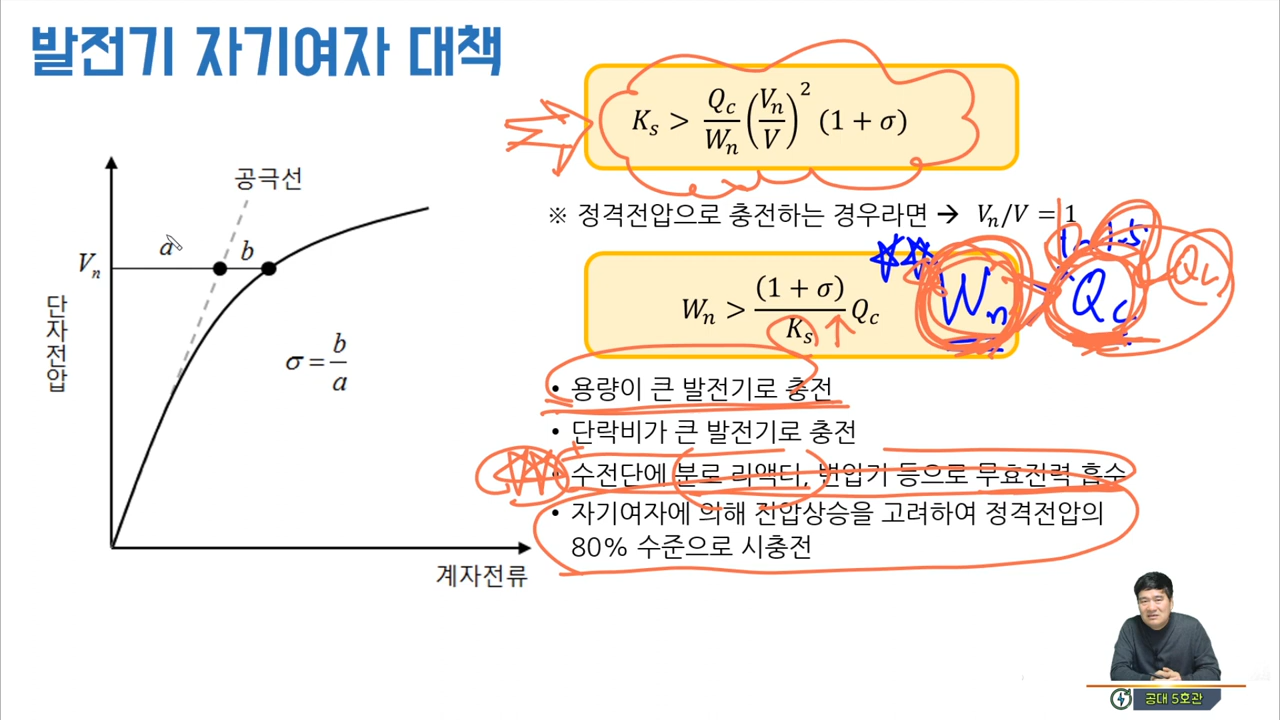 발전기 자기여자 대책
K_s > Q_c/W_n (V_n/V)^2 (1 + σ)
공극선
※ 정격전압으로 충전하는 경우라면 → V_n/V = 1
a
b
V_n
W_n > (1 + σ)/K_s Q_c
W_n
Q_c
Q_L
1.5
단자전압
σ = b/a
• 용량이 큰 발전기로 충전
• 단락비가 큰 발전기로 충전
• 수전단에 분로 리액터, 변압기 등으로 무효전력 흡수
• 자기여자에 의해 전압상승을 고려하여 정격전압의
80% 수준으로 시충전
계자전류
공대 5호관